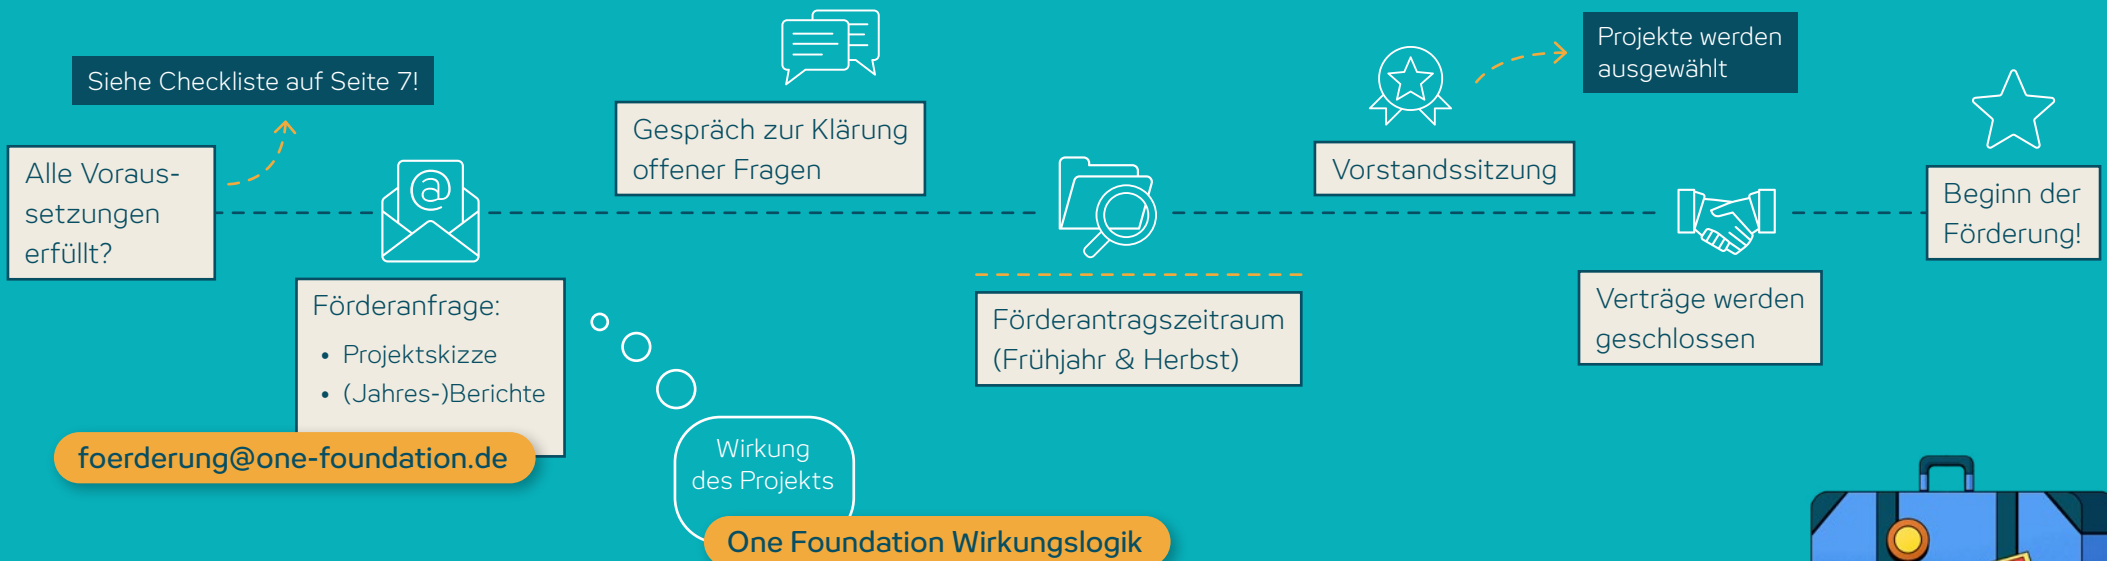 Siehe Checkliste auf Seite 7!
Alle Voraus-
setzungen
erfüllt?
Förderanfrage:
• Projektskizze
• (Jahres-)Berichte
foerderung@one-foundation.de
Wirkung
des Projekts
One Foundation Wirkungslogik
Gespräch zur Klärung
offener Fragen
Förderantragszeitraum
(Frühjahr & Herbst)
Vorstandssitzung
Projekte werden
ausgewählt
Verträge werden
geschlossen
Beginn der
Förderung!